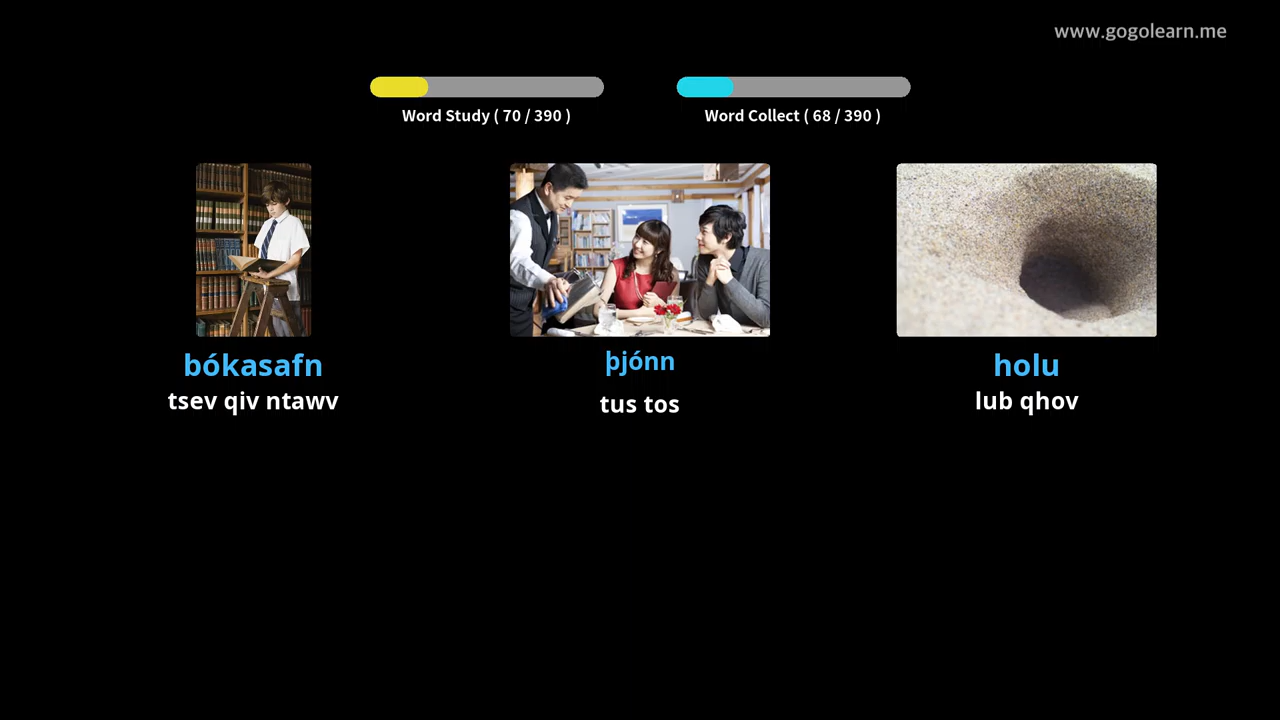 www.gogolearn.me
Word Study ( 70 / 390 )
Word Collect ( 68 / 390 )
bókasafn
tsev qiv ntawv
þjónn
tus tos
holu
lub qhov